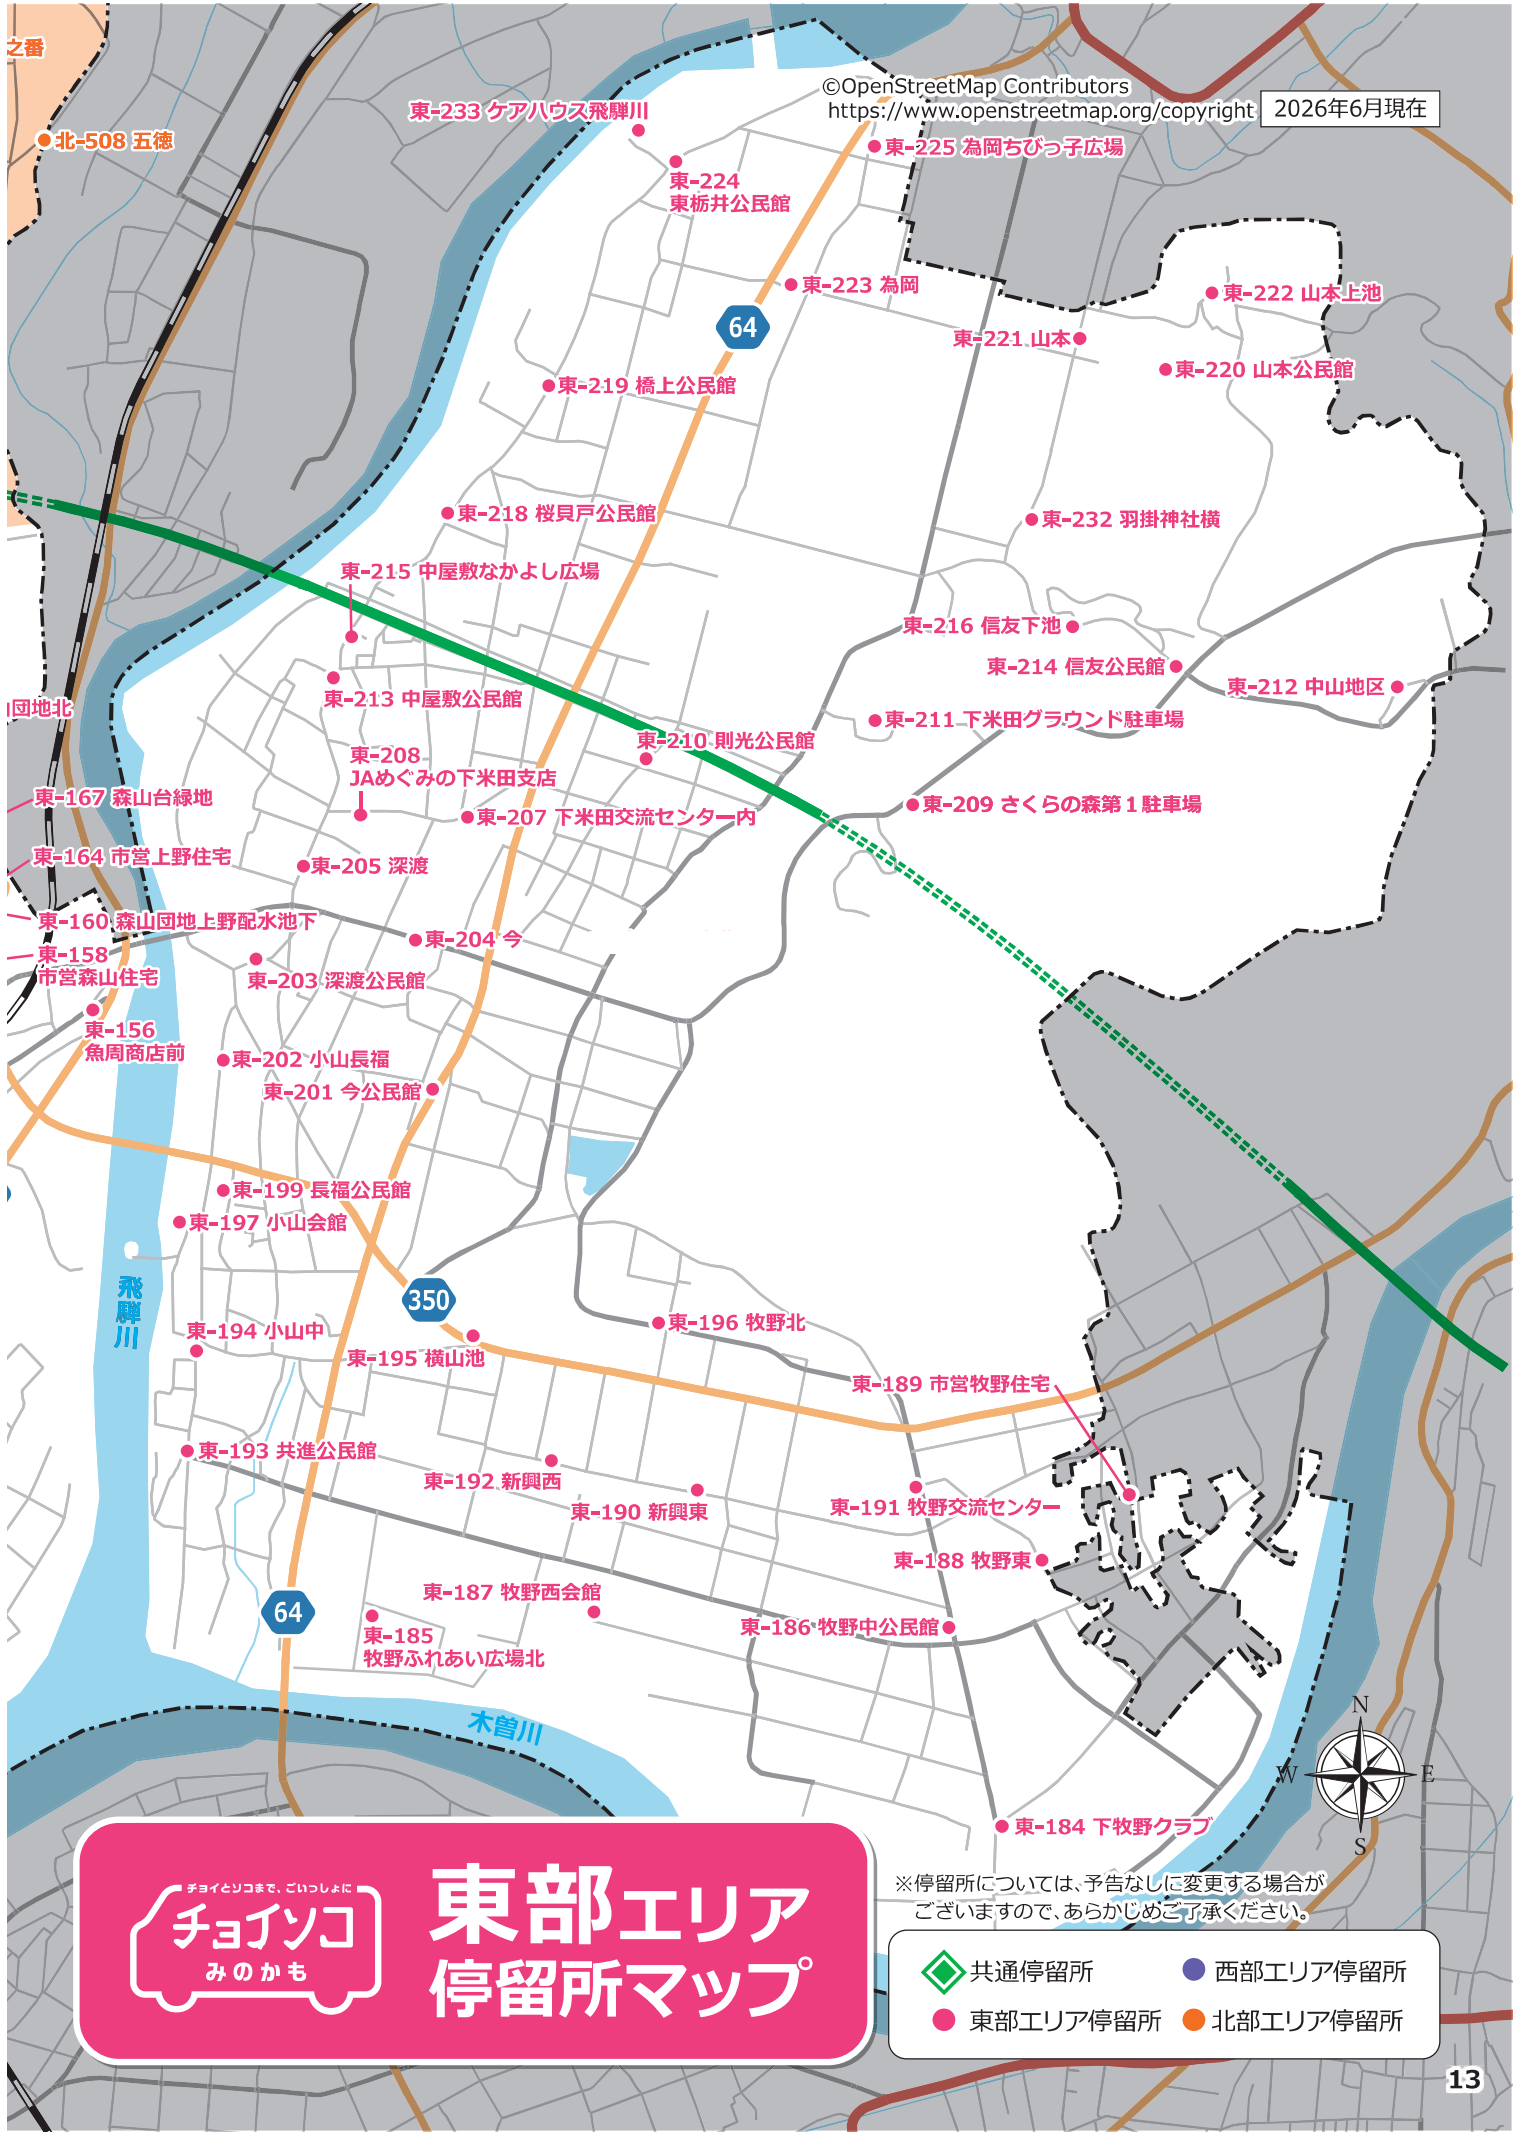 之番
©OpenStreetMap Contributors
https://www.openstreetmap.org/copyright
2026年6月現在
東-233 ケアハウス飛騨川
北-508 五徳
東-225 為岡ちびっ子広場
東-224
東栃井公民館
東-223 為岡
東-222 山本上池
64
東-221 山本
東-220 山本公民館
東-219 橋上公民館
東-218 桜貝戸公民館
東-232 羽掛神社横
東-215 中屋敷なかよし広場
東-216 信友下池
東-214 信友公民館
東-212 中山地区
東-213 中屋敷公民館
団地北
東-211 下米田グラウンド駐車場
東-210 則光公民館
東-208
JAめぐみの下米田支店
東-167 森山台緑地
東-209 さくらの森第1駐車場
東-207 下米田交流センター内
東-164 市営上野住宅
東-205 深渡
東-160 森山団地上野配水池下
東-204 今
東-158
市営森山住宅
東-203 深渡公民館
東-156
魚周商店前
東-202 小山長福
東-201 今公民館
東-199 長福公民館
東-197 小山会館
飛騨川
350
東-194 小山中
東-196 牧野北
東-195 横山池
東-189 市営牧野住宅
東-193 共進公民館
東-192 新興西
東-190 新興東
東-191 牧野交流センター
東-188 牧野東
東-187 牧野西会館
64
東-186 牧野中公民館
東-185
牧野ふれあい広場北
木曽川
N
W
E
S
東-184 下牧野クラブ
※停留所については、予告なしに変更する場合が
ございますので、あらかじめご了承ください。
チョイとソコまで、ごいっしょに
チョイソコ
みのかも
東部エリア
停留所マップ
共通停留所
西部エリア停留所
東部エリア停留所
北部エリア停留所
13